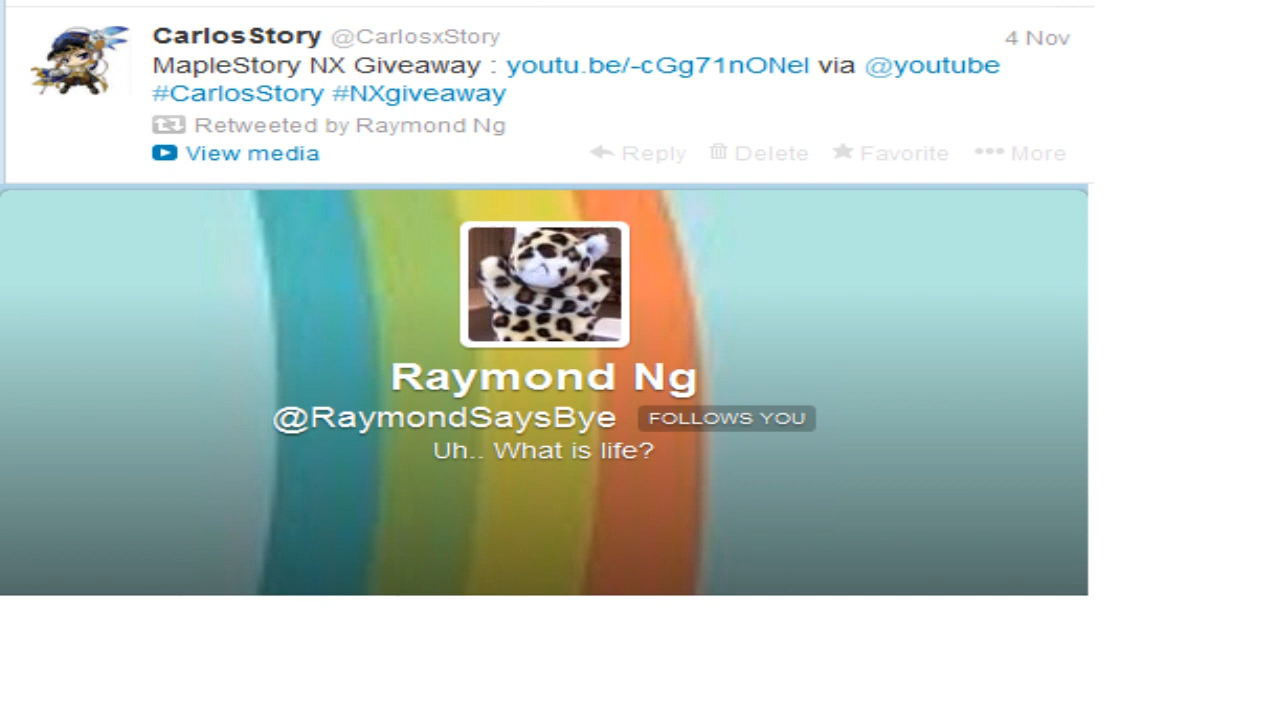 CarlosStory @CarlosxStory 4 Nov
MapleStory NX Giveaway : youtu.be/-cGg71nONeI via @youtube
#CarlosStory #NXgiveaway
Retweeted by Raymond Ng
View media Reply Delete Favorite More
Raymond Ng
@RaymondSaysBye FOLLOWS YOU
Uh.. What is life?